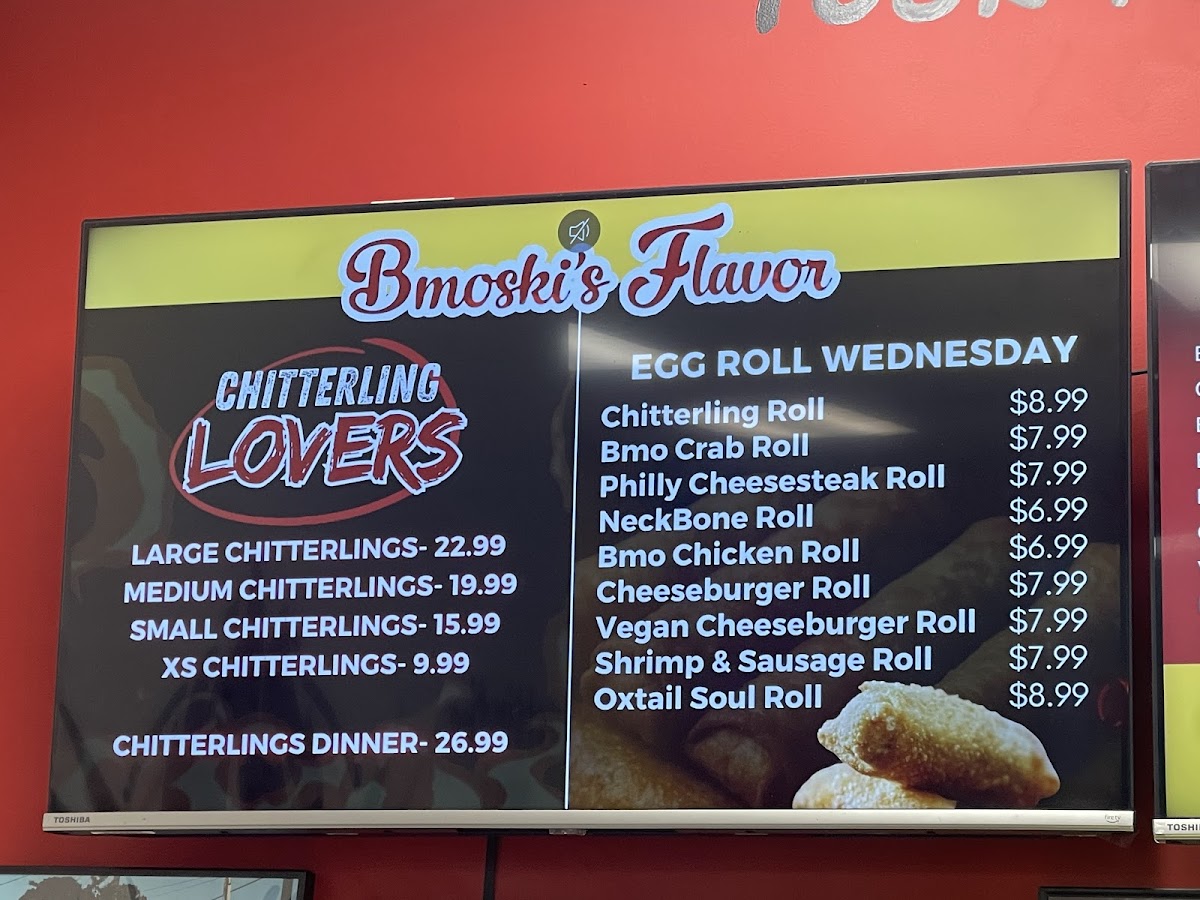 Bmoski's Flavor
CHITTERLING
LOVERS
LARGE CHITTERLINGS- 22.99
MEDIUM CHITTERLINGS- 19.99
SMALL CHITTERLINGS- 15.99
XS CHITTERLINGS- 9.99
CHITTERLINGS DINNER- 26.99
EGG ROLL WEDNESDAY
Chitterling Roll $8.99
Bmo Crab Roll $7.99
Philly Cheesesteak Roll $7.99
NeckBone Roll $6.99
Bmo Chicken Roll $6.99
Cheeseburger Roll $7.99
Vegan Cheeseburger Roll $7.99
Shrimp & Sausage Roll $7.99
Oxtail Soul Roll $8.99
TOSHIBA